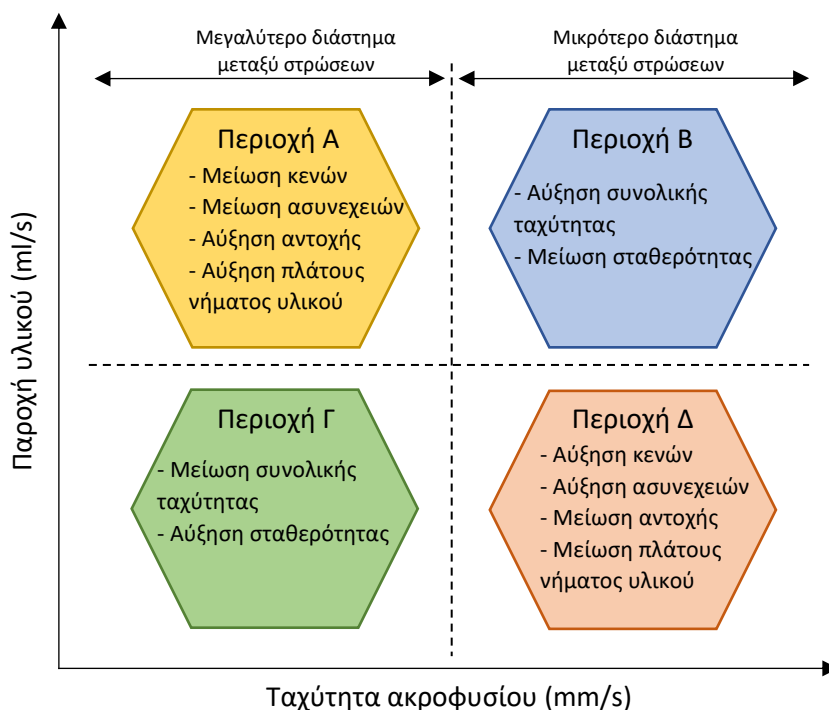 Μεγαλύτερο διάστημα
μεταξύ στρώσεων
Μικρότερο διάστημα
μεταξύ στρώσεων
Περιοχή Α
- Μείωση κενών
- Μείωση ασυνεχειών
- Αύξηση αντοχής
- Αύξηση πλάτους
νήματος υλικού
Περιοχή Β
- Αύξηση συνολικής
ταχύτητας
- Μείωση σταθερότητας
Περιοχή Γ
- Μείωση συνολικής
ταχύτητας
- Αύξηση σταθερότητας
Περιοχή Δ
- Αύξηση κενών
- Αύξηση ασυνεχειών
- Μείωση αντοχής
- Μείωση πλάτους
νήματος υλικού
Παροχή υλικού (ml/s)
Ταχύτητα ακροφυσίου (mm/s)